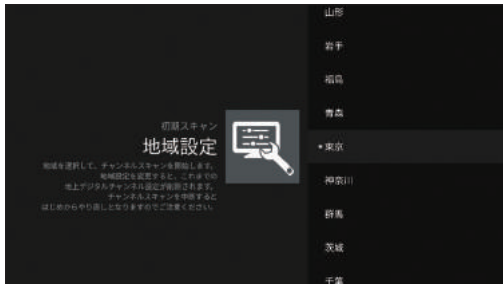 初期スキャン
地域設定
地域を選択して、チャンネルスキャンを開始します。
地域設定を変更すると、これまでの
地上デジタルチャンネル設定が削除されます。
チャンネルスキャンを中断すると
はじめからやり直しとなりますのでご注意ください。
山形
岩手
福島
青森
東京
神奈川
群馬
茨城
千葉